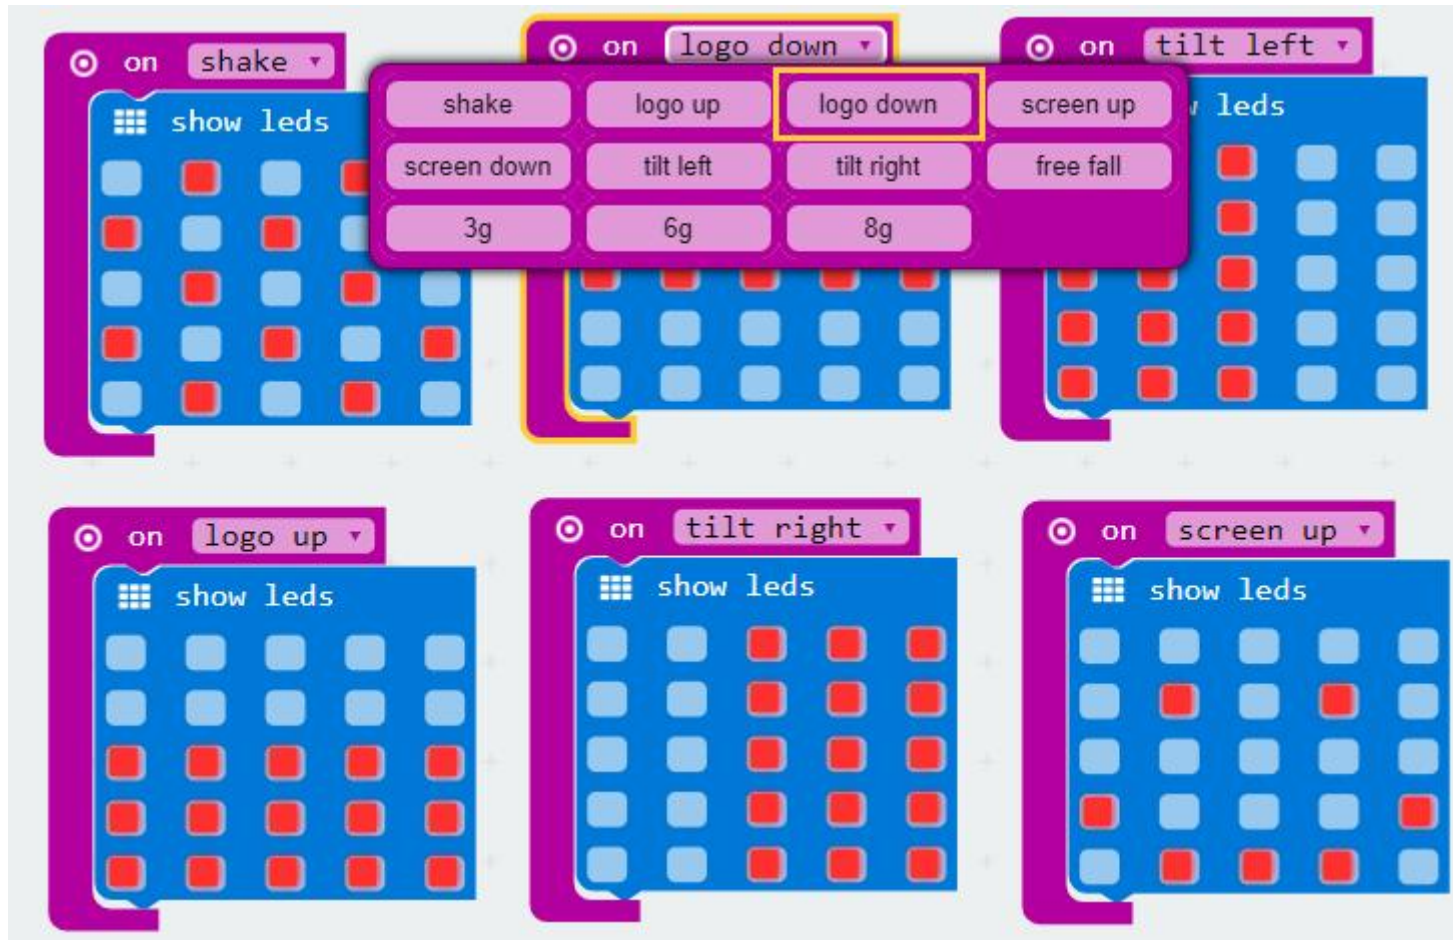 on shake
show leds
on logo down
on tilt left
leds
shake logo up logo down screen up
screen down tilt left tilt right free fall
3g 6g 8g
on logo up
show leds
on tilt right
show leds
on screen up
show leds